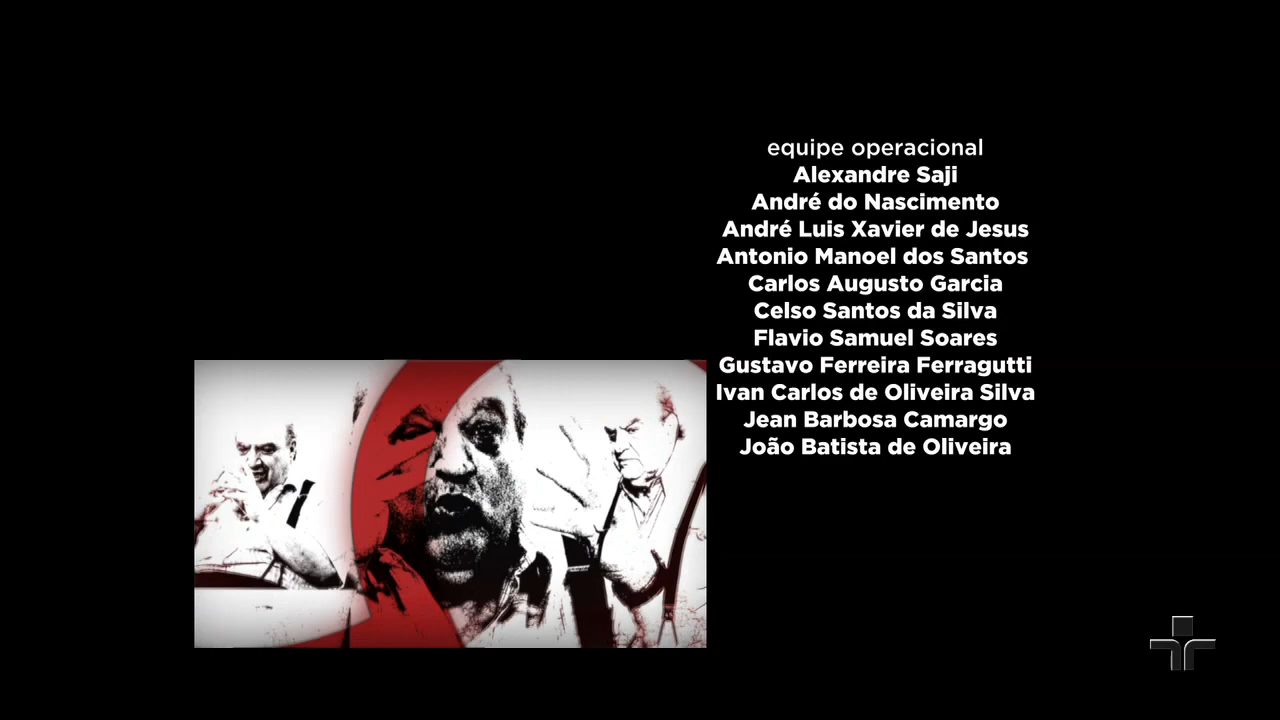 equipe operacional
Alexandre Saji
André do Nascimento
André Luis Xavier de Jesus
Antonio Manoel dos Santos
Carlos Augusto Garcia
Celso Santos da Silva
Flavio Samuel Soares
Gustavo Ferreira Ferragutti
Ivan Carlos de Oliveira Silva
Jean Barbosa Camargo
João Batista de Oliveira